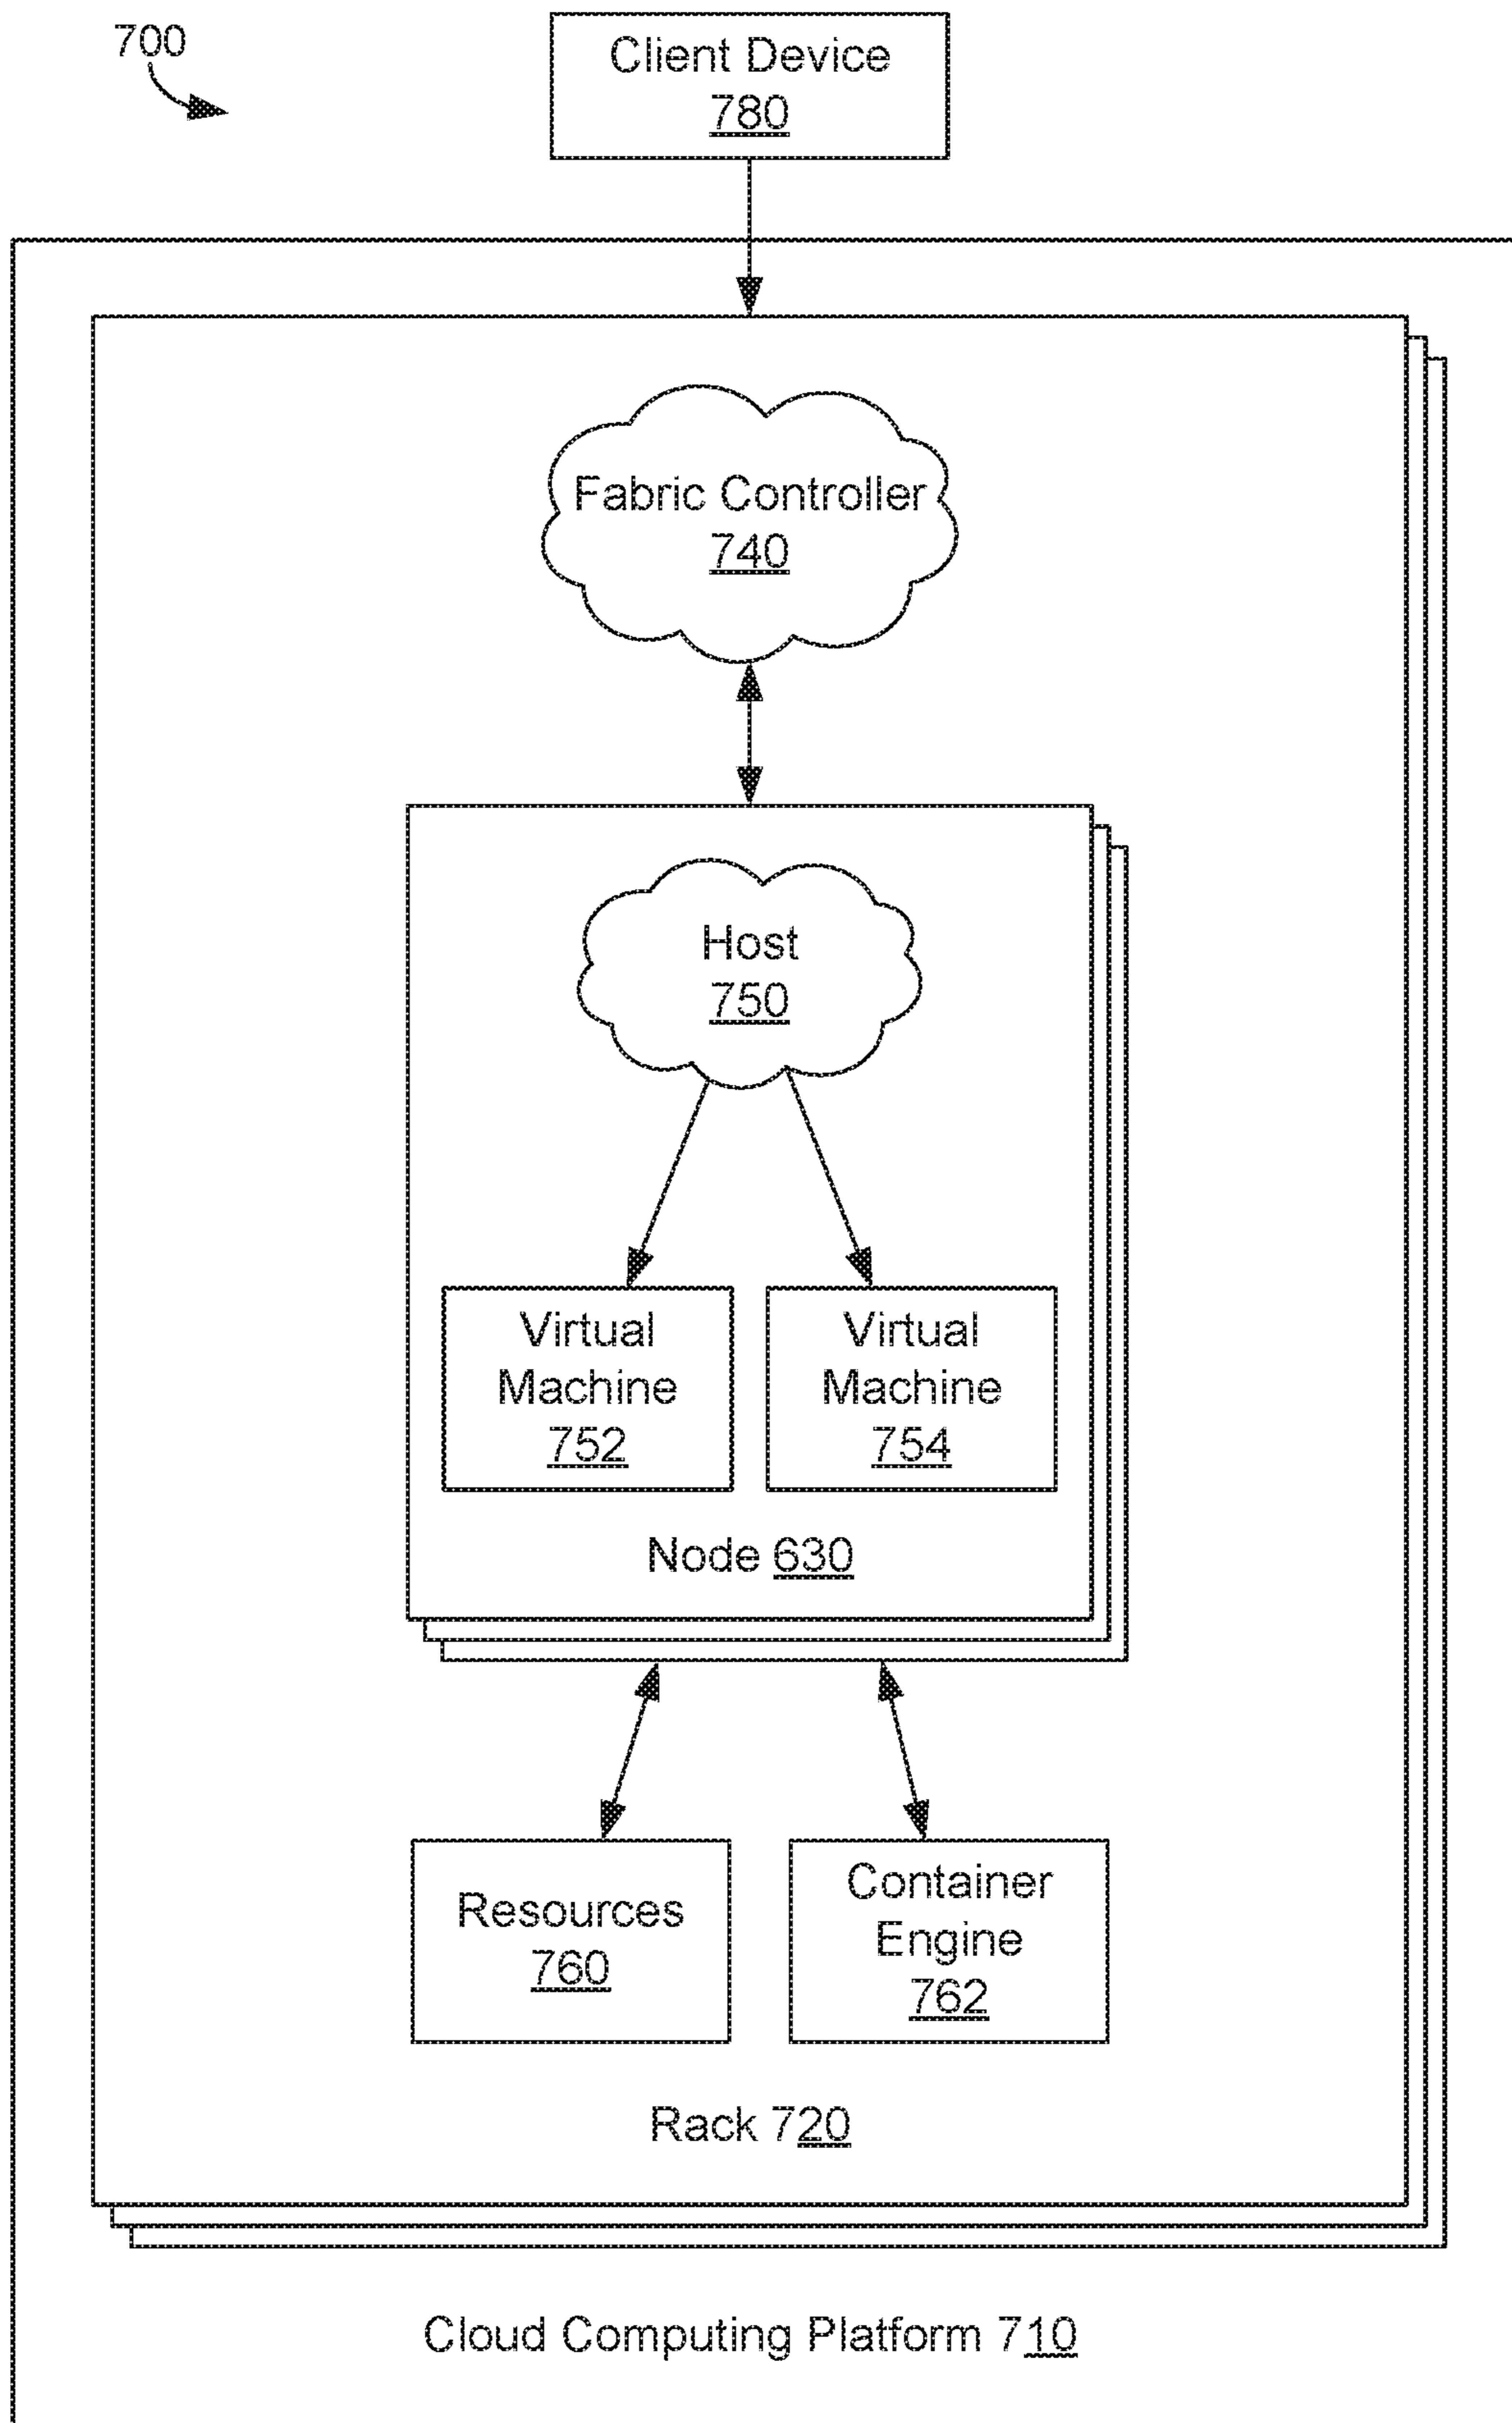 700
Client Device
780
Fabric Controller
740
Host
750
Virtual
Machine
752
Virtual
Machine
754
Node 630
Resources
760
Container
Engine
762
Rack 720
Cloud Computing Platform 710